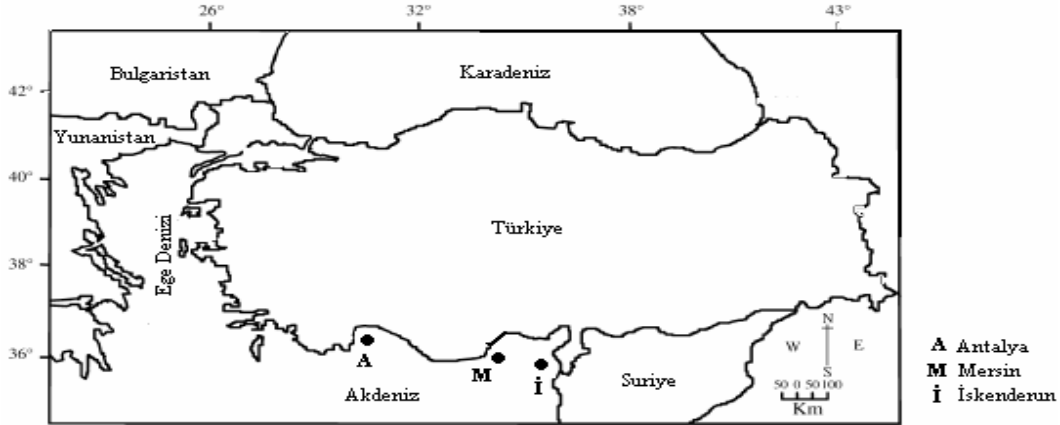 26° 32° 38° 43°
Bulgaristan
Karadeniz
42°
Yunanistan
40°
Türkiye
Ege Denizi
38°
36°
A
M
İ
Akdeniz
Suriye
N
W E
S
50 0 50 100
Km
A Antalya
M Mersin
İ İskenderun